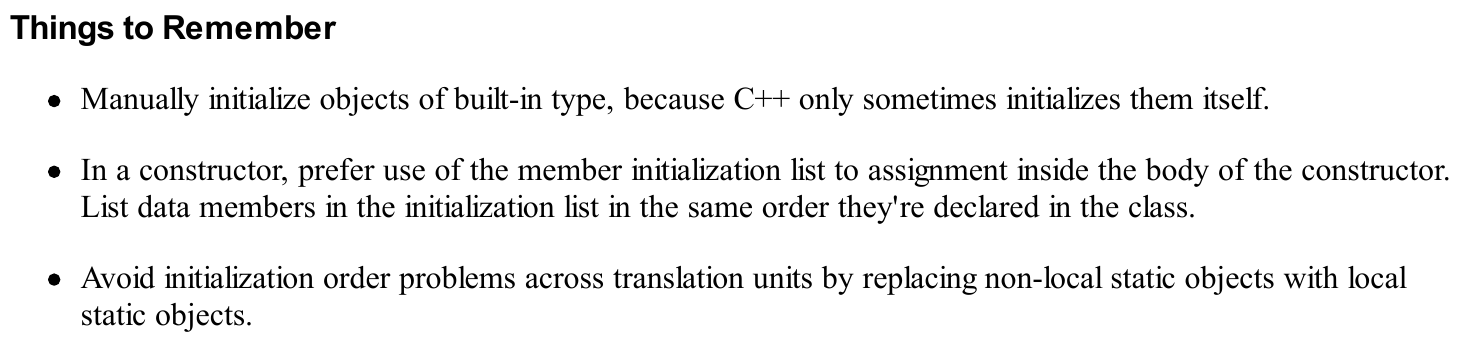 Things to Remember
• Manually initialize objects of built-in type, because C++ only sometimes initializes them itself.
• In a constructor, prefer use of the member initialization list to assignment inside the body of the constructor.
List data members in the initialization list in the same order they're declared in the class.
• Avoid initialization order problems across translation units by replacing non-local static objects with local
static objects.